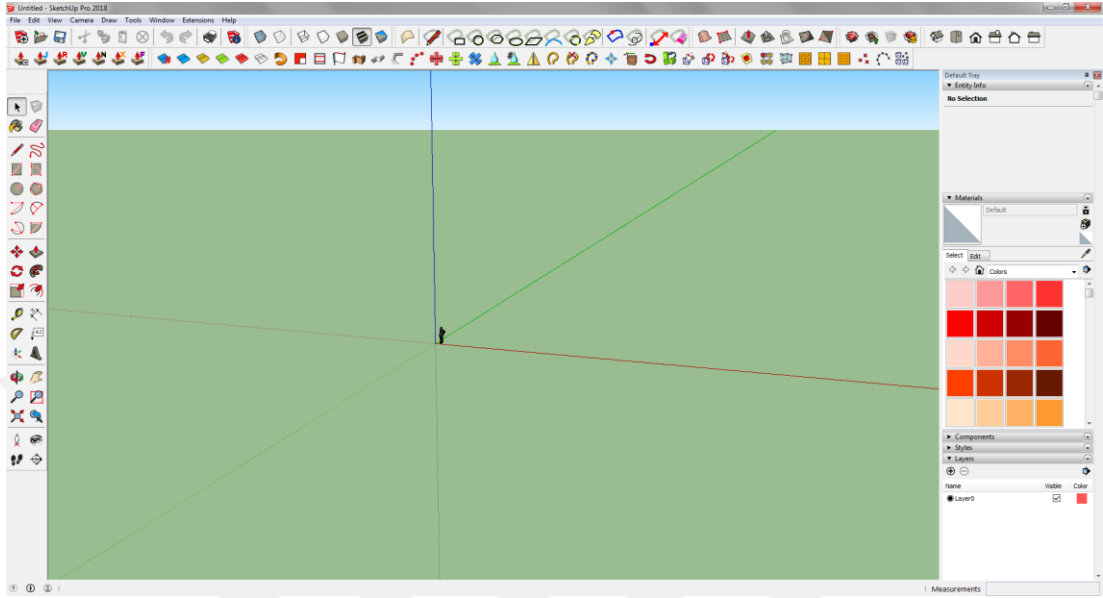 Untitled - SketchUp Pro 2018
File Edit View Camera Draw Tools Window Extensions Help
Default Tray
Entity Info
No Selection
Materials
Default
Select Edit
Colors
Components
Styles
Layers
Name Visible Color
Layer0
Measurements